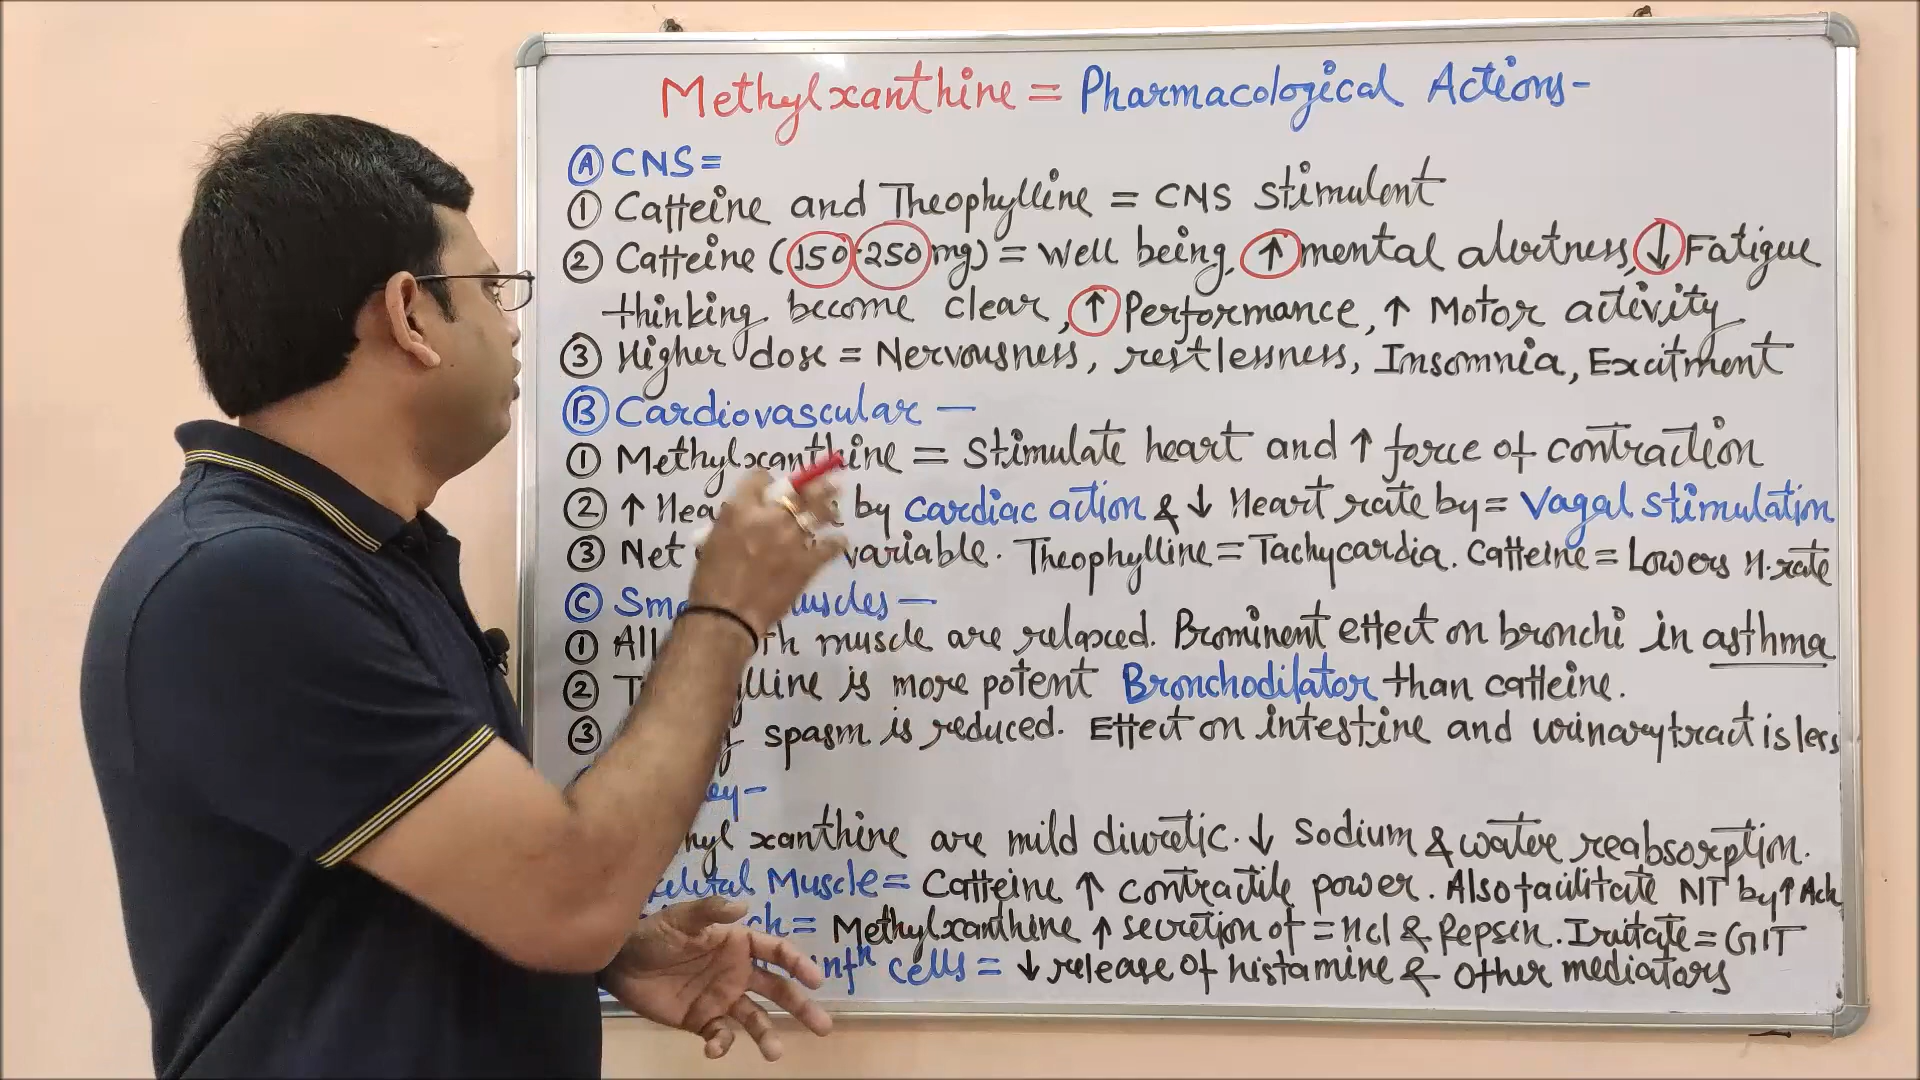 Methylxanthine = Pharmacological Actions-
Ⓐ CNS=
① Caffeine and Theophylline = CNS stimulent
② Caffeine (150-250mg) = Well being, ↑ mental alertness, ↓ Fatigue
thinking become clear, ↑ Performance, ↑ Motor activity
③ Higher dose = Nervousness, restlessness, Insomnia, Excitment
Ⓑ Cardiovascular -
① Methylxanthine = Stimulate heart and ↑ force of contraction
② ↑ by cardiac action & ↓ Heart rate by = Vagal stimulation
③ Net variable. Theophylline = Tachycardia. Caffeine = Lowers H.rate
Ⓒ -
① All muscle are relaxed. Prominent effect on bronchi in asthma
② is more potent Bronchodilator than caffeine.
③ spasm is reduced. Effect on intestine and urinary tract is less
xanthine are mild diuretic. ↓ Sodium & water reabsorption.
Muscle = Caffeine ↑ contractile power. Also facilitate NT by ↑ Ach
= Methylxanthine ↑ secretion of = Hcl & Pepsin. Irritate = GIT
cells = ↓ release of histamine & other mediators